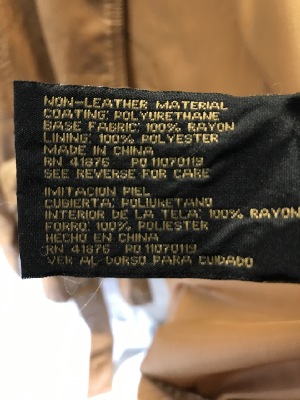 NON-LEATHER MATERIAL
COATING: POLYURETHANE
BASE FABRIC: 100% RAYON
LINING: 100% POLYESTER
MADE IN CHINA
RN 41876 PO 11070119
SEE REVERSE FOR CARE
IMITACION PIEL
CUBIERTA: POLIURETANO
INTERIOR DE LA TELA: 100% RAYON
FORRO: 100% POLIESTER
HECHO EN CHINA
RN 41876 PO 11070119
VER AL DORSO PARA CUIDADO